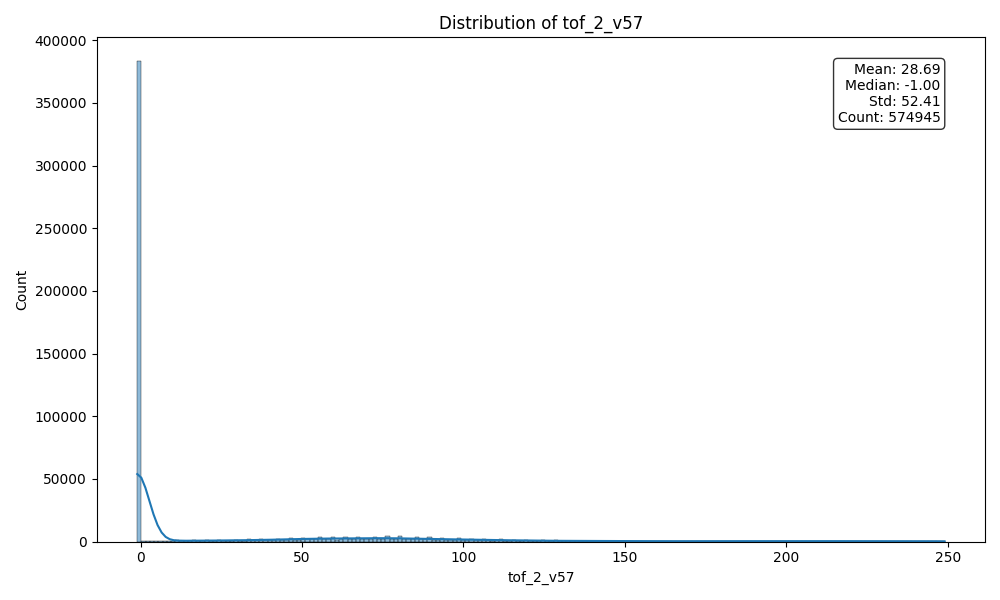 Distribution of tof_2_v57
400000
350000
300000
250000
200000
150000
100000
50000
0
Count
Mean: 28.69
Median: -1.00
Std: 52.41
Count: 574945
0 50 100 150 200 250
tof_2_v57